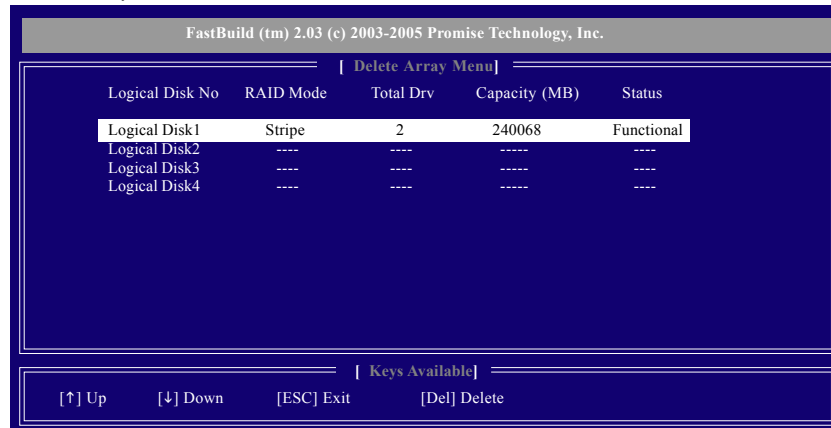 FastBuild (tm) 2.03 (c) 2003-2005 Promise Technology, Inc.
[ Delete Array Menu]
Logical Disk No RAID Mode Total Drv Capacity (MB) Status
Logical Disk1 Stripe 2 240068 Functional
Logical Disk2 ---- ---- ----- ----
Logical Disk3 ---- ---- ----- ----
Logical Disk4 ---- ---- ----- ----
[ Keys Available]
[↑] Up [↓] Down [ESC] Exit [Del] Delete